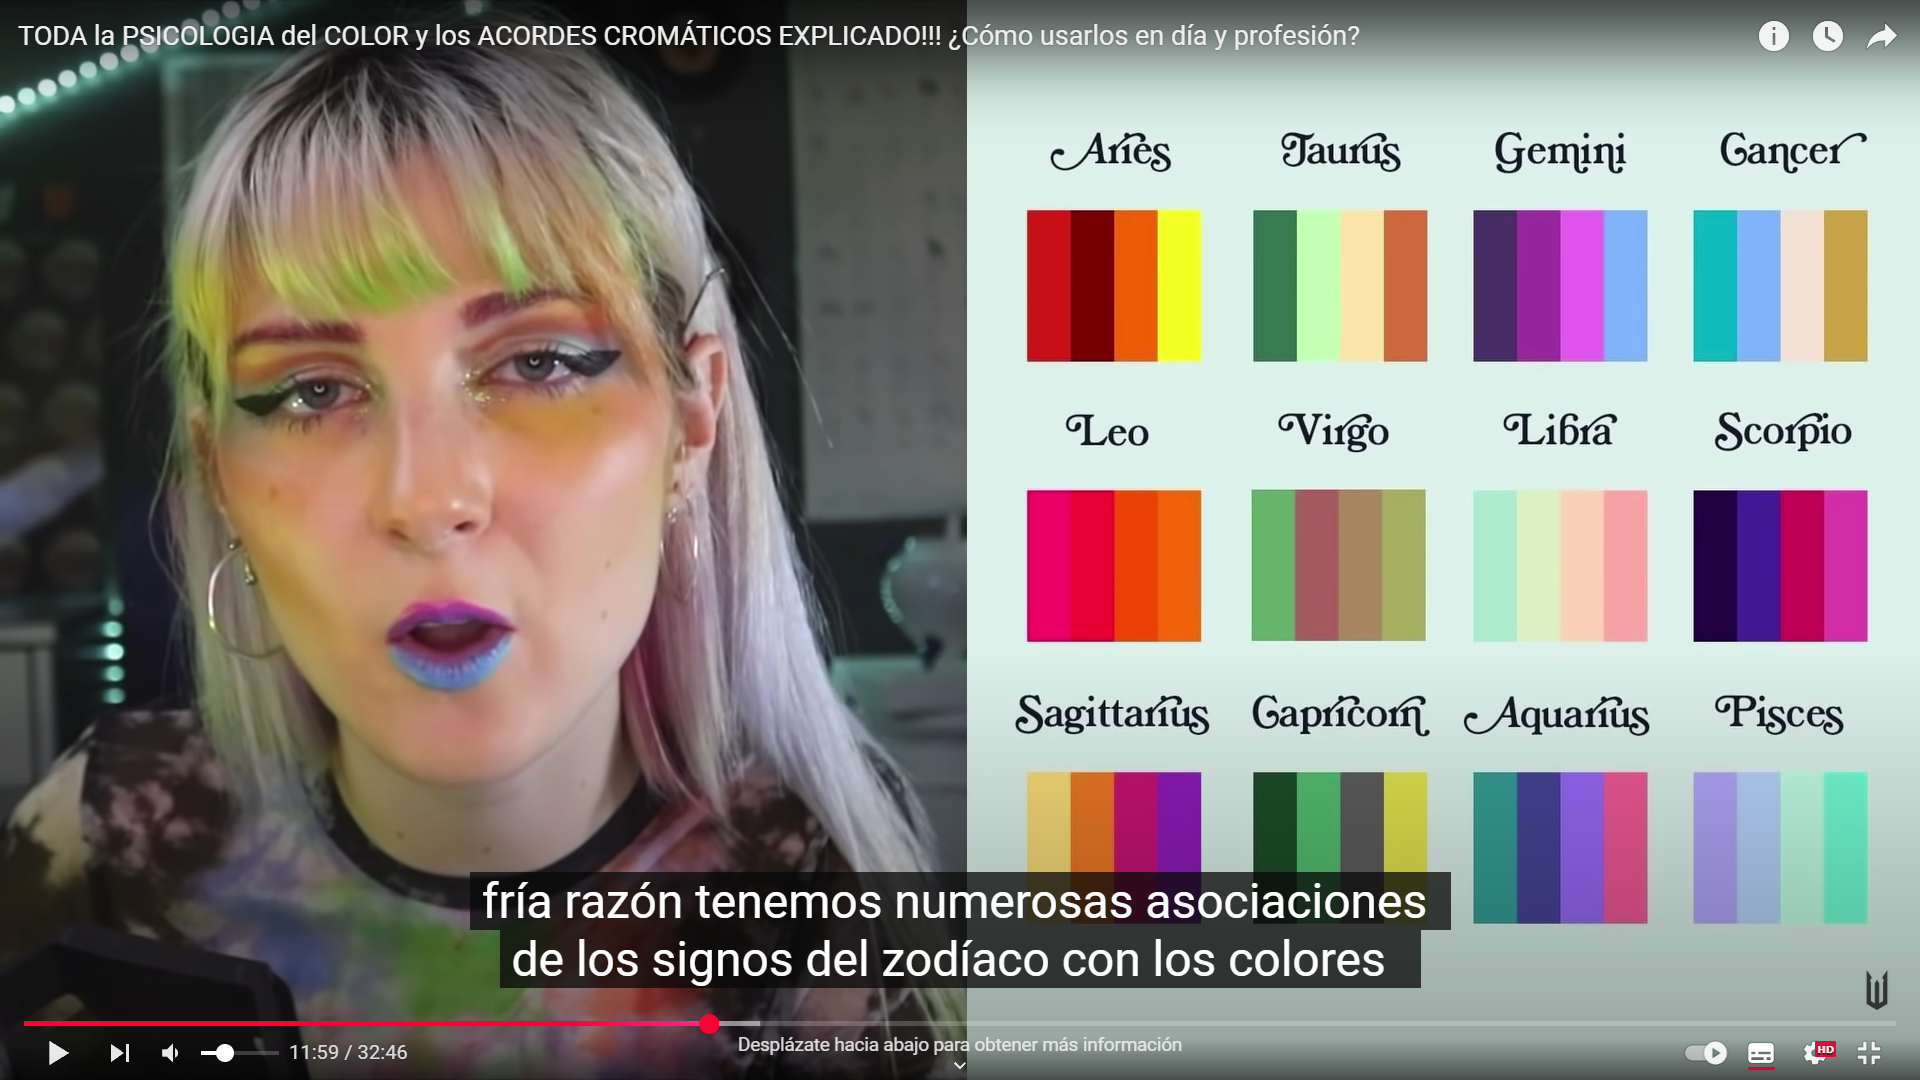 TODA la PSICOLOGIA del COLOR y los ACORDES CROMÁTICOS EXPLICADO!!! ¿Cómo usarlos en día y profesión?
Aries Taurus Gemini Cancer
Leo Virgo Libra Scorpio
Sagittarius Capricorn Aquarius Pisces
fría razón tenemos numerosas asociaciones
de los signos del zodíaco con los colores
11:59 / 32:46
Desplázate hacia abajo para obtener más información
HD